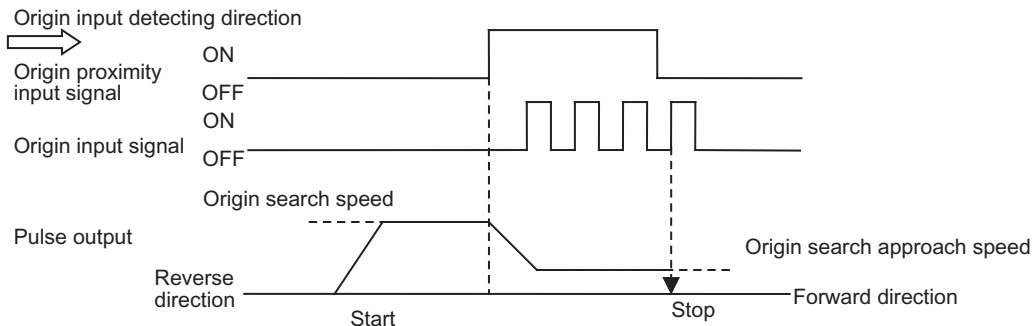 Origin input detecting direction
ON
Origin proximity
input signal
OFF
ON
Origin input signal
OFF
Origin search speed
Pulse output
Origin search approach speed
Reverse
direction
Forward direction
Start
Stop